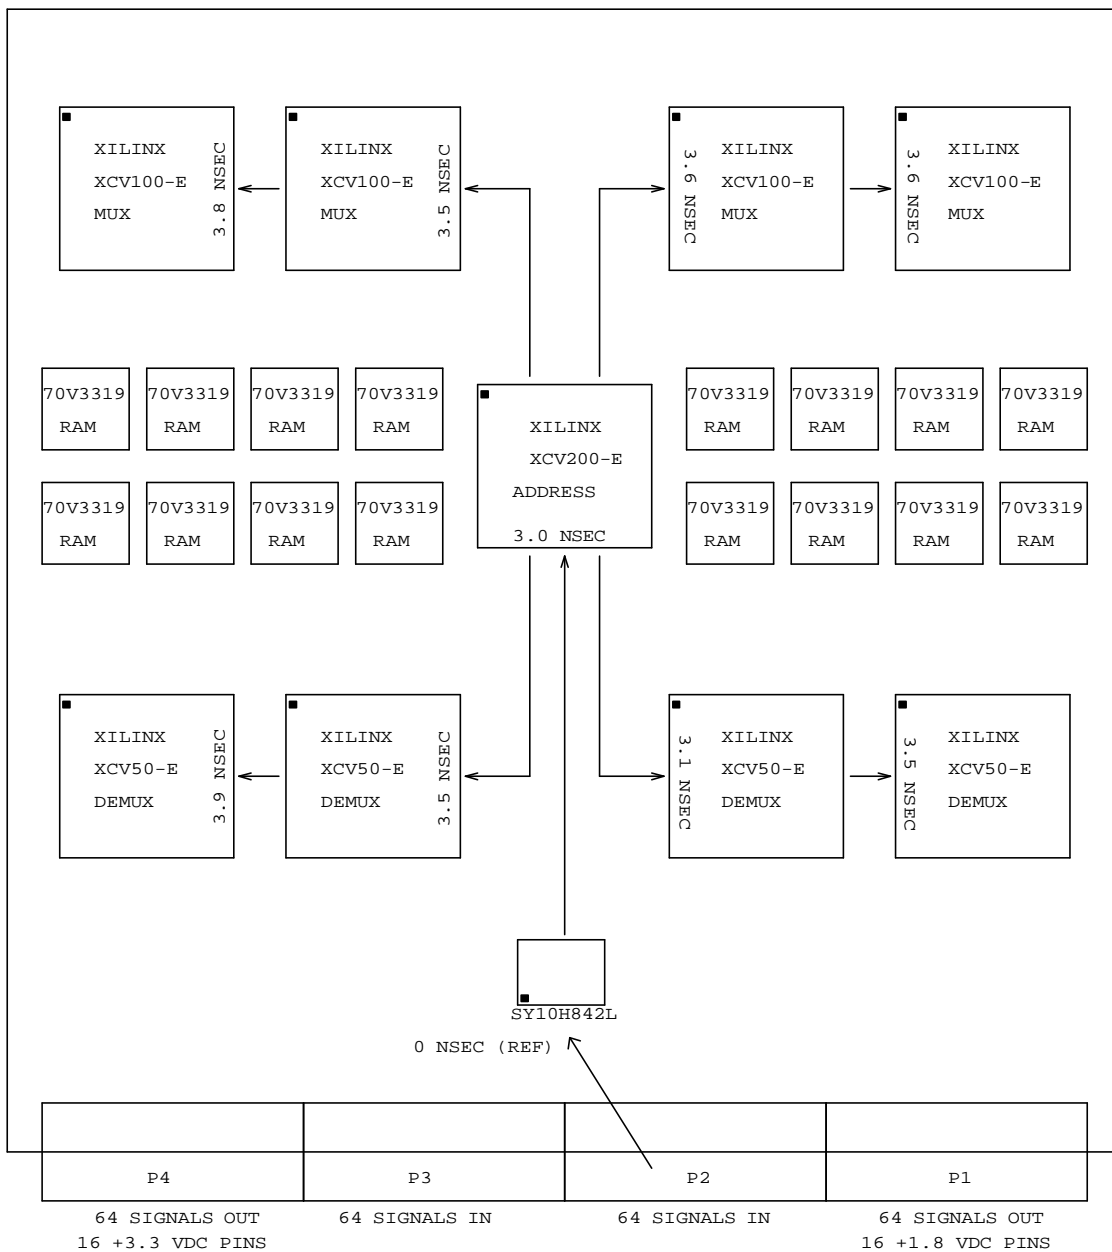 XILINX
XCV100-E
MUX
3.8 NSEC
XILINX
XCV100-E
MUX
3.5 NSEC
3.6 NSEC
XILINX
XCV100-E
MUX
3.6 NSEC
XILINX
XCV100-E
MUX
70V3319
RAM
70V3319
RAM
70V3319
RAM
70V3319
RAM
XILINX
XCV200-E
ADDRESS
3.0 NSEC
70V3319
RAM
70V3319
RAM
70V3319
RAM
70V3319
RAM
70V3319
RAM
70V3319
RAM
70V3319
RAM
70V3319
RAM
70V3319
RAM
70V3319
RAM
70V3319
RAM
70V3319
RAM
XILINX
XCV50-E
DEMUX
3.9 NSEC
XILINX
XCV50-E
DEMUX
3.5 NSEC
3.1 NSEC
XILINX
XCV50-E
DEMUX
3.5 NSEC
XILINX
XCV50-E
DEMUX
SY10H842L
0 NSEC (REF)
P4
P3
P2
P1
64 SIGNALS OUT
16 +3.3 VDC PINS
64 SIGNALS IN
64 SIGNALS IN
64 SIGNALS OUT
16 +1.8 VDC PINS